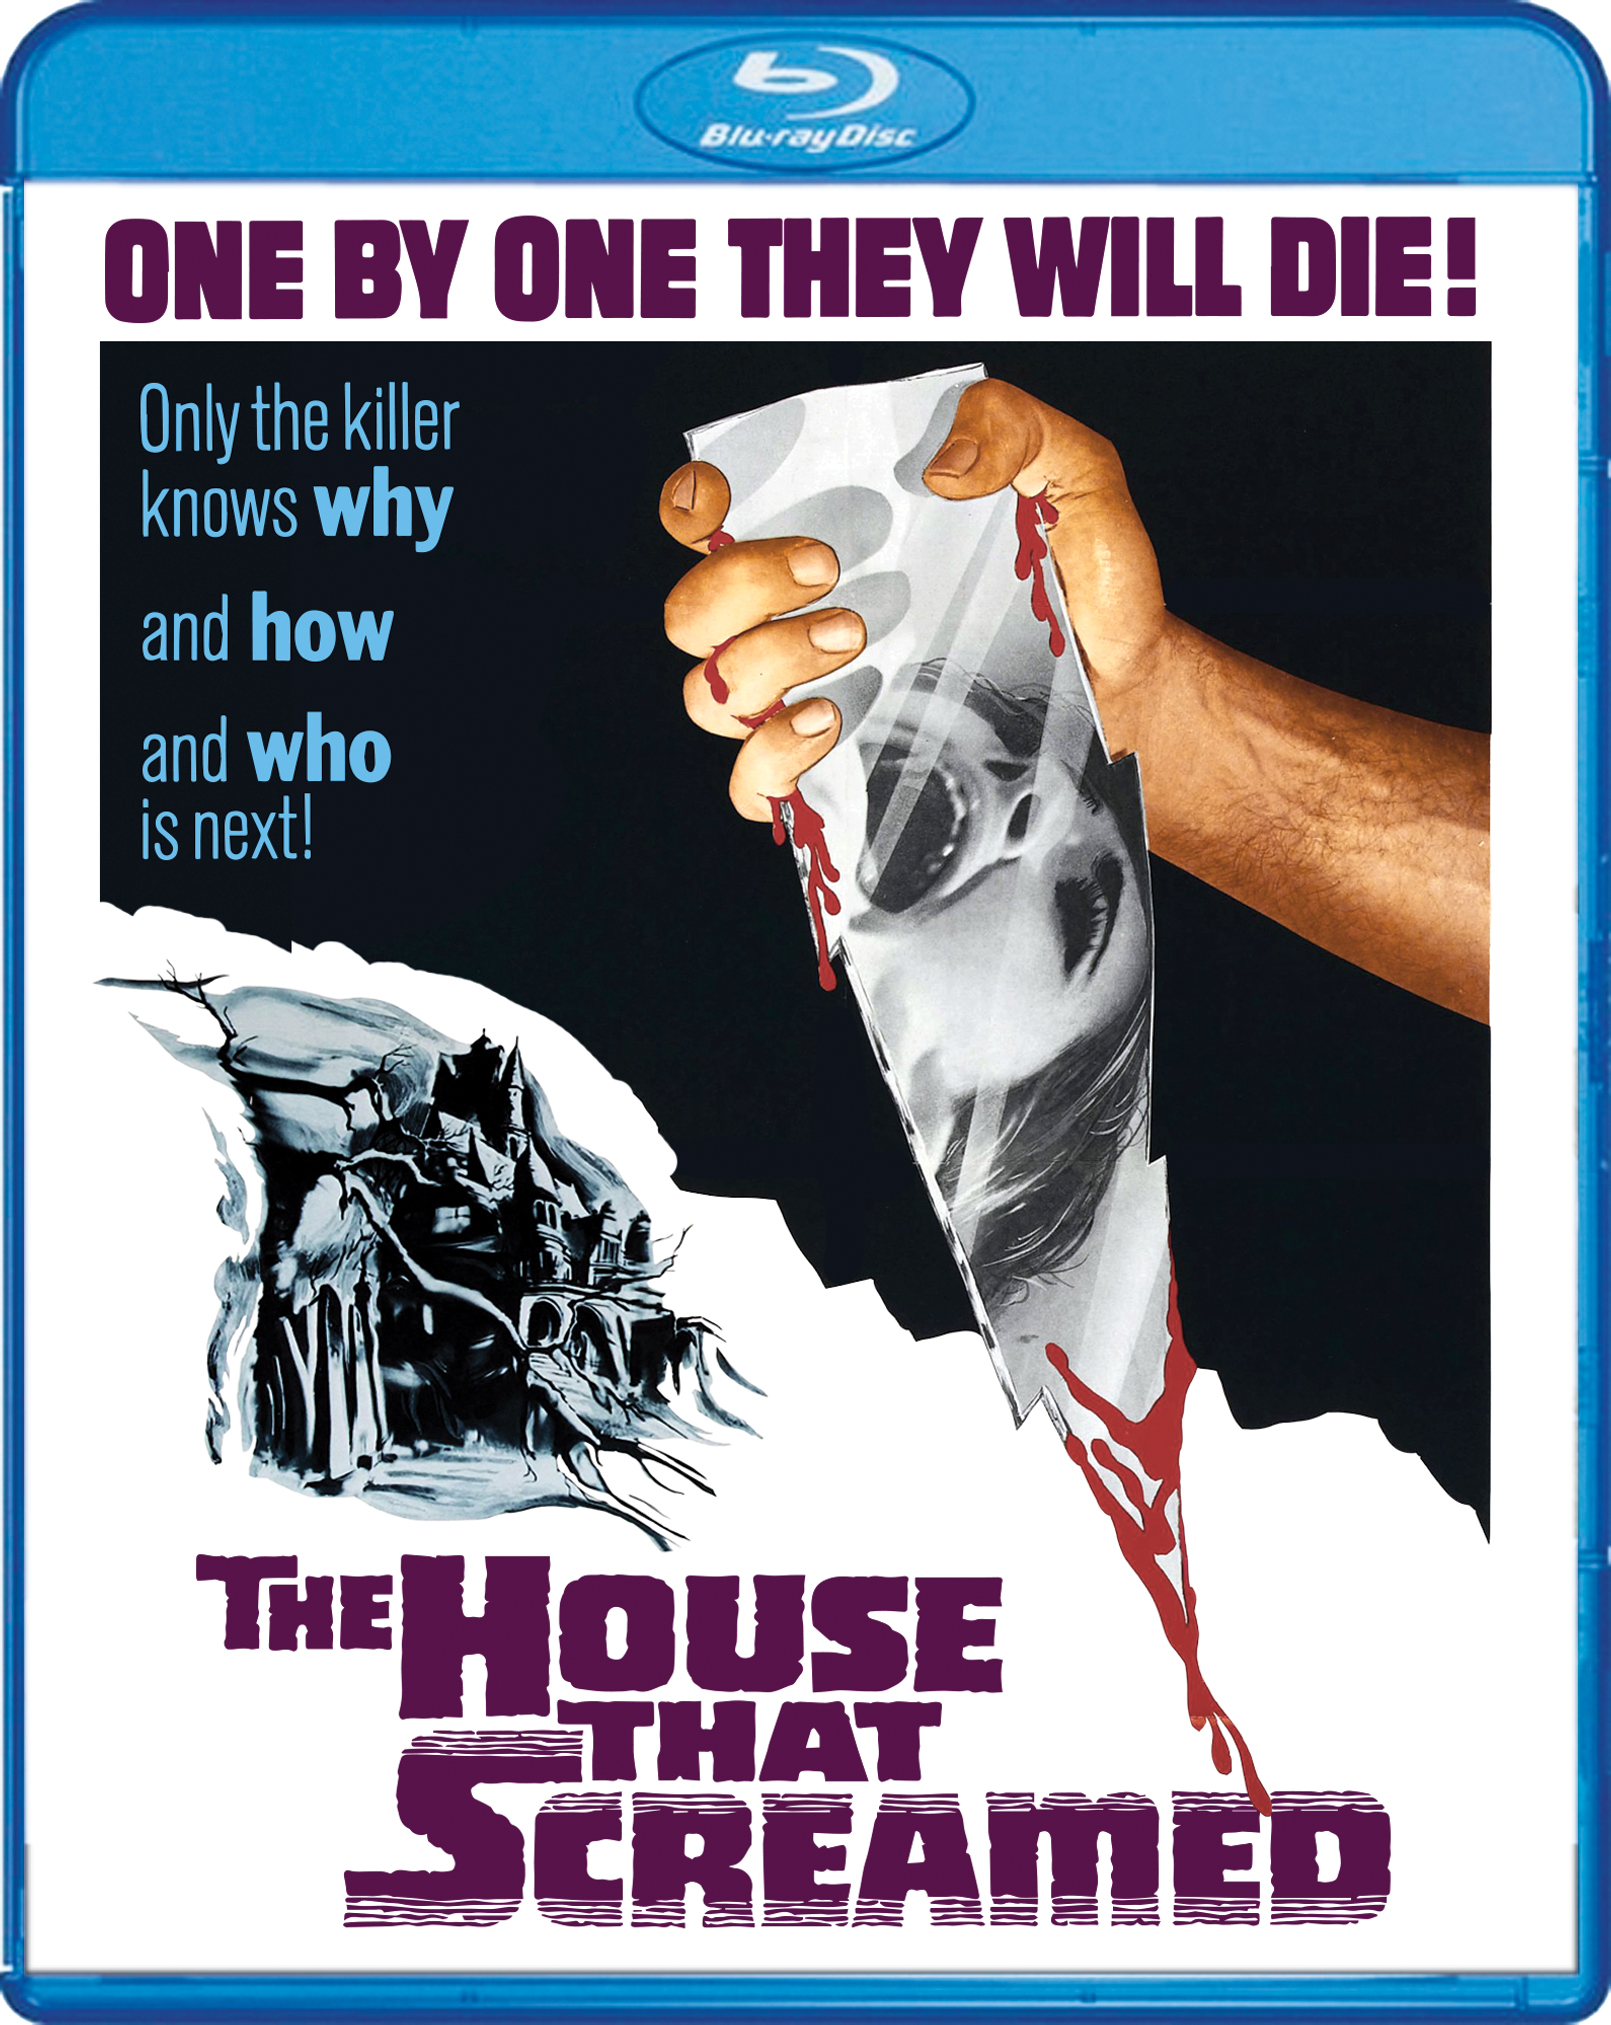 Blu-ray Disc
ONE BY ONE THEY WILL DIE!
Only the killer
knows why
and how
and who
is next!
THE HOUSE
THAT
SCREAMED